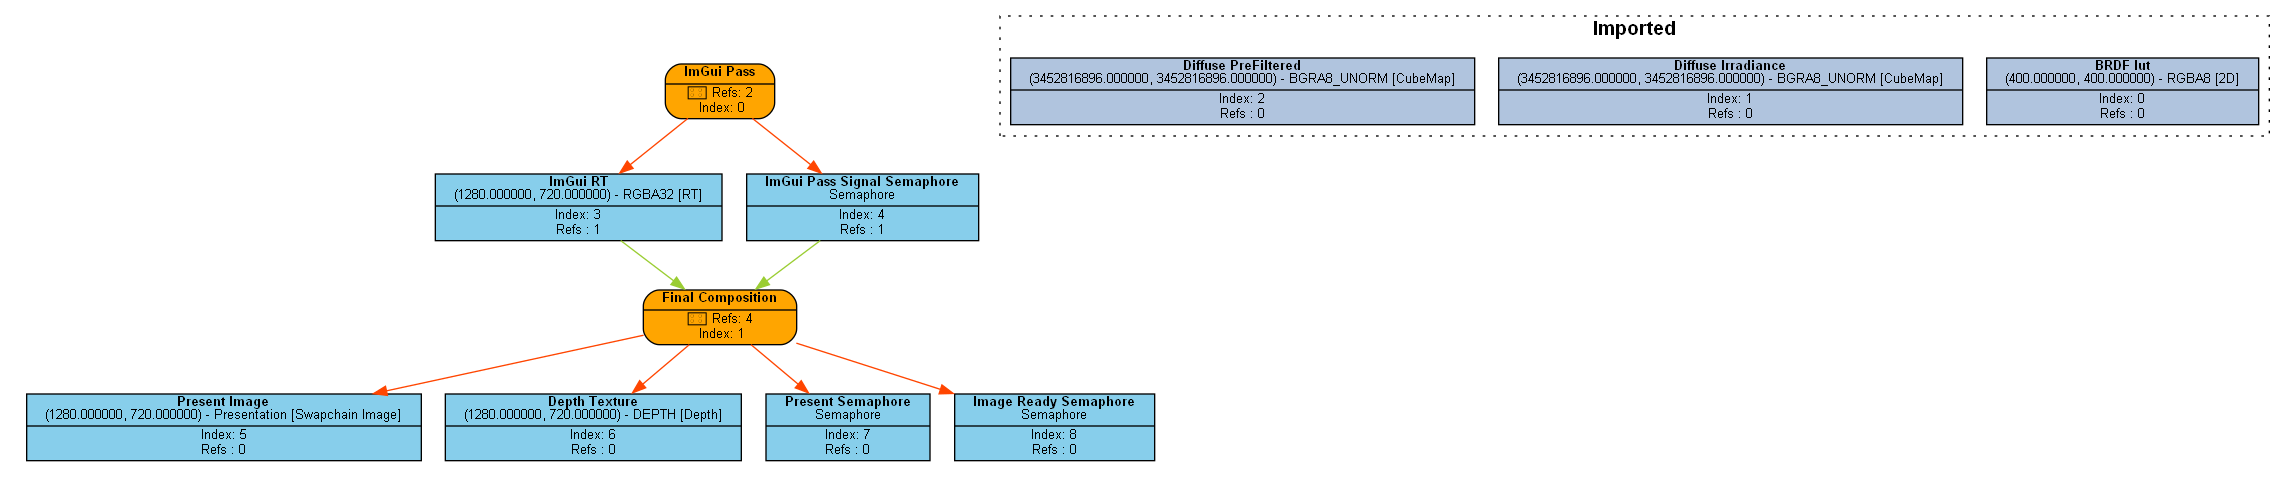 Imported
Diffuse PreFiltered
(3452816896.000000, 3452816896.000000) - BGRA8_UNORM [CubeMap]
Index: 2
Refs : 0
Diffuse Irradiance
(3452816896.000000, 3452816896.000000) - BGRA8_UNORM [CubeMap]
Index: 1
Refs : 0
BRDF lut
(400.000000, 400.000000) - RGBA8 [2D]
Index: 0
Refs : 0
ImGui Pass
Refs: 2
Index: 0
ImGui RT
(1280.000000, 720.000000) - RGBA32 [RT]
Index: 3
Refs : 1
ImGui Pass Signal Semaphore
Semaphore
Index: 4
Refs : 1
Final Composition
Refs: 4
Index: 1
Present Image
(1280.000000, 720.000000) - Presentation [Swapchain Image]
Index: 5
Refs : 0
Depth Texture
(1280.000000, 720.000000) - DEPTH [Depth]
Index: 6
Refs : 0
Present Semaphore
Semaphore
Index: 7
Refs : 0
Image Ready Semaphore
Semaphore
Index: 8
Refs : 0